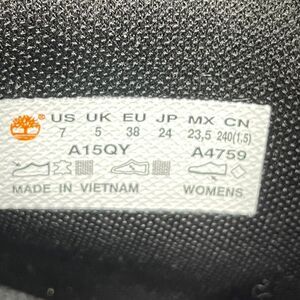 US UK EU JP MX CN
7 5 38 24 23,5 240(1,5)
A15QY A4759
MADE IN VIETNAM WOMENS